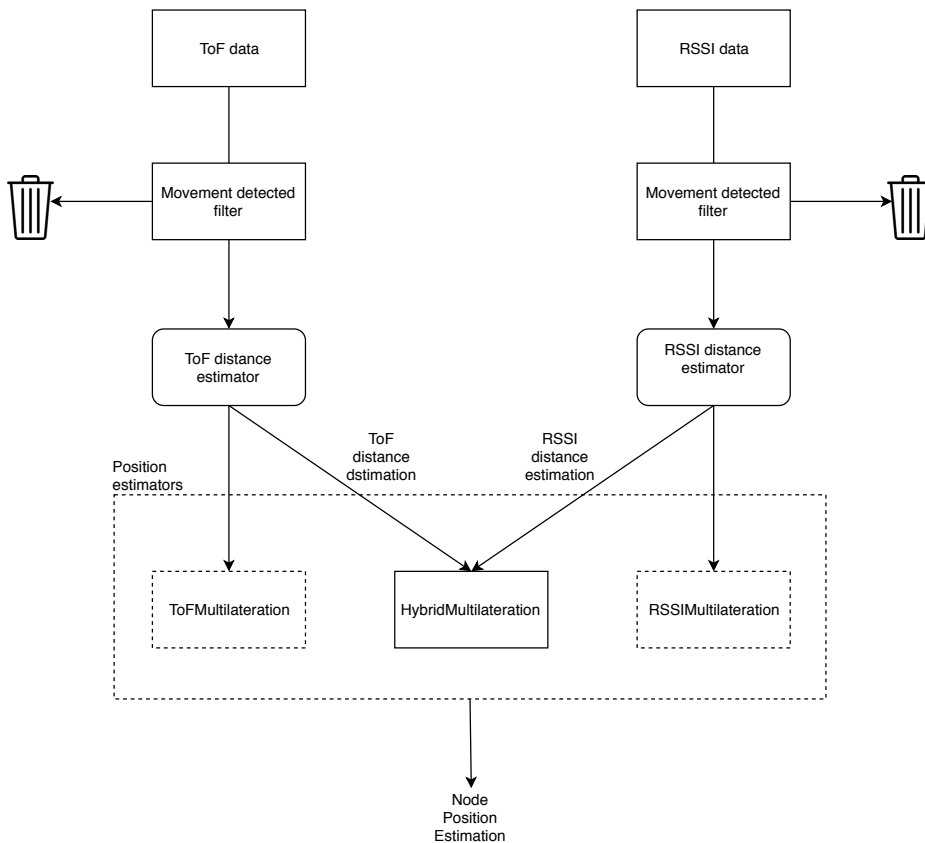 ToF data
RSSI data
Movement detected
filter
Movement detected
filter
ToF distance
estimator
RSSI distance
estimator
ToF
distance
dstimation
RSSI
distance
estimation
Position
estimators
ToFMultilateration
HybridMultilateration
RSSIMultilateration
Node
Position
Estimation